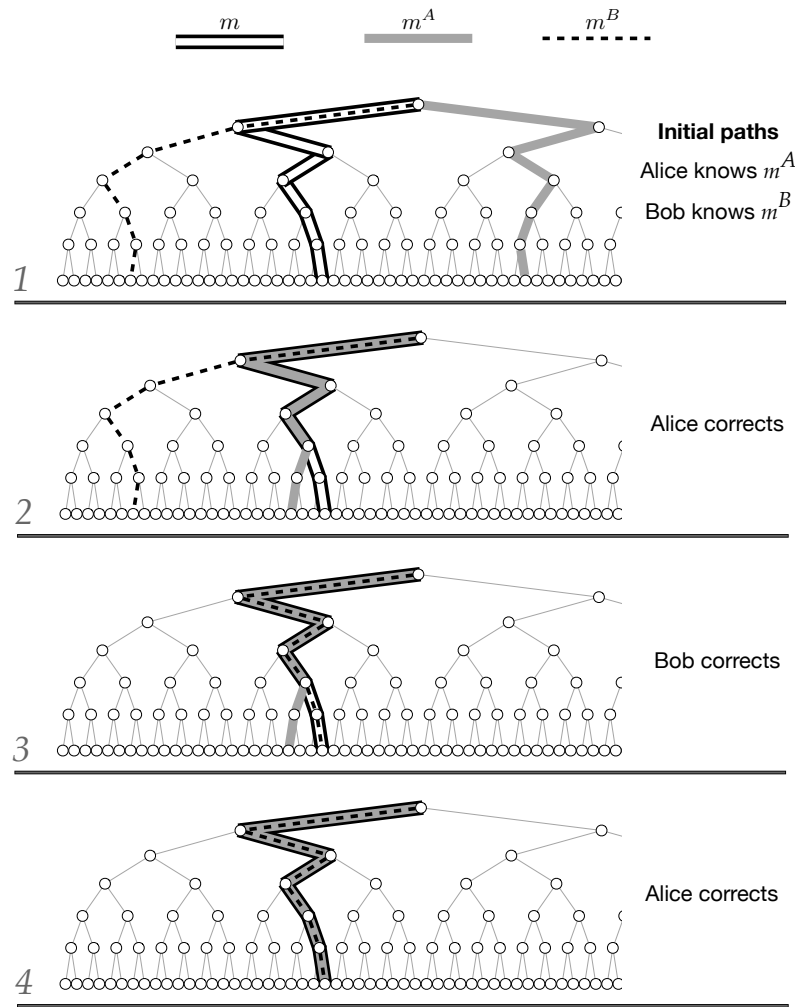 m m^A m^B
Initial paths
Alice knows m^A
Bob knows m^B
1
Alice corrects
2
Bob corrects
3
Alice corrects
4